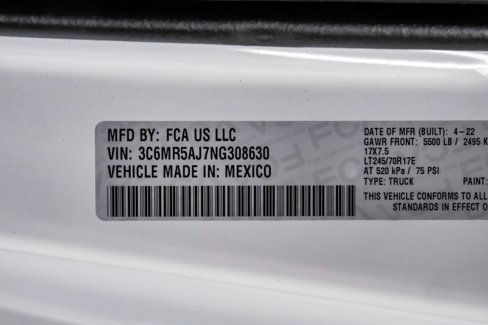 MFD BY: FCA US LLC
VIN: 3C6MR5AJ7NG308630
VEHICLE MADE IN: MEXICO
DATE OF MFR (BUILT): 4-22
GAWR FRONT: 5500 LB / 2495 K
17X7.5
LT245/70R17E
AT 520 kPa / 75 PSI
TYPE: TRUCK PAINT:
THIS VEHICLE CONFORMS TO ALL
STANDARDS IN EFFECT O